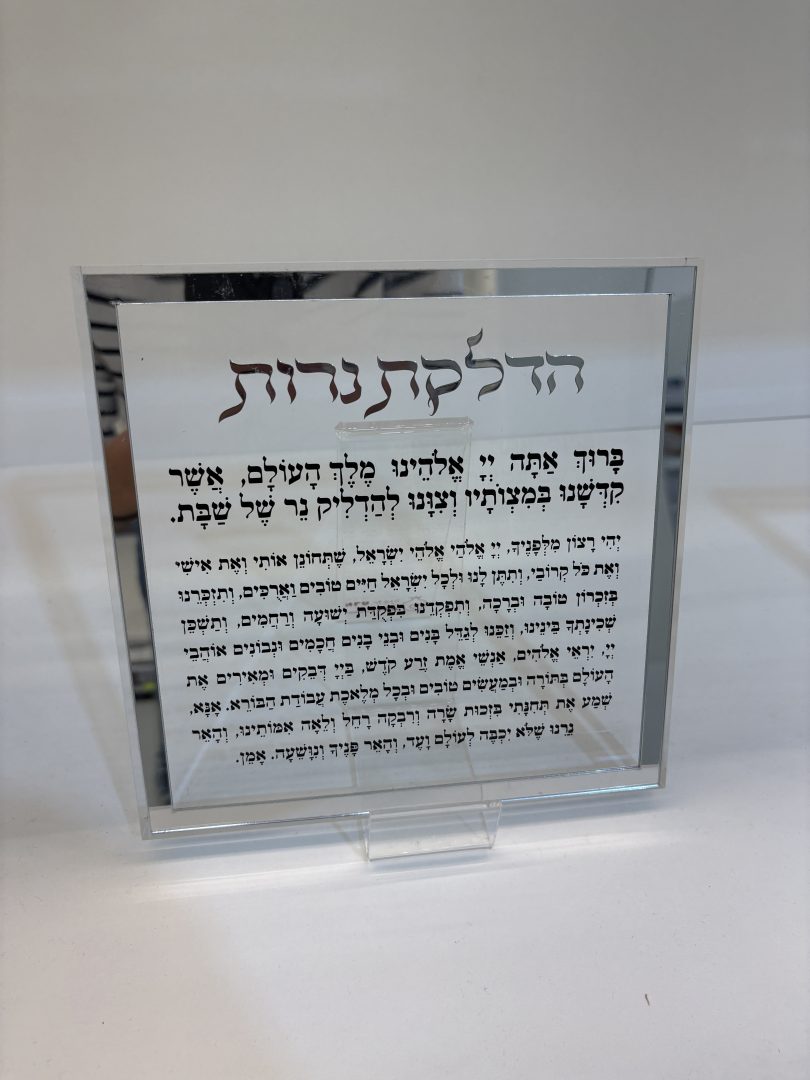 הדלקת נרות
בָּרוּךְ אַתָּה יְיָ אֱלֹהֵינוּ מֶלֶךְ הָעוֹלָם, אֲשֶׁר
קִדְּשָׁנוּ בְּמִצְוֹתָיו וְצִוָּנוּ לְהַדְלִיק נֵר שֶׁל שַׁבָּת.
יְהִי רָצוֹן מִלְּפָנֶיךָ, יְיָ אֱלֹהַי אֱלֹהֵי יִשְׂרָאֵל, שֶׁתְּחוֹנֵן אוֹתִי וְאֶת אִישִׁי
וְאֶת כֹּל קְרוֹבַי, וְתִתֶּן לָנוּ וּלְכָל יִשְׂרָאֵל חַיִּים טוֹבִים וַאֲרֻכִּים, וְתִזְכְּרֵנוּ
בְּזִכְרוֹן טוֹבָה וּבְרָכָה, וְתִפְקְדֵנוּ בִּפְקֻדַּת יְשׁוּעָה וְרַחֲמִים, וְתַשְׁכֵּן
שְׁכִינָתְךָ בֵּינֵינוּ, וְזַכֵּנוּ לְגַדֵּל בָּנִים וּבְנֵי בָנִים חֲכָמִים וּנְבוֹנִים אוֹהֲבֵי
יְיָ, יִרְאֵי אֱלֹהִים, אַנְשֵׁי אֱמֶת זֶרַע קֹדֶשׁ, בַּיְיָ דְּבֵקִים וּמְאִירִים אֶת
הָעוֹלָם בְּתּוֹרָה וּבְמַעֲשִׂים טוֹבִים וּבְכָל מְלֶאכֶת עֲבוֹדַת הַבּוֹרֵא. אָנָּא,
שְׁמַע אֶת תְּחִנָּתִי בִּזְכוּת שָׂרָה וְרִבְקָה רָחֵל וְלֵאָה אִמּוֹתֵינוּ, וְהָאֵר
נֵרֵנוּ שֶׁלֹּא יִכְבֶּה לְעוֹלָם וָעֶד, וְהָאֵר פָּנֶיךָ וְנִוָּשֵׁעָה. אָמֵן.